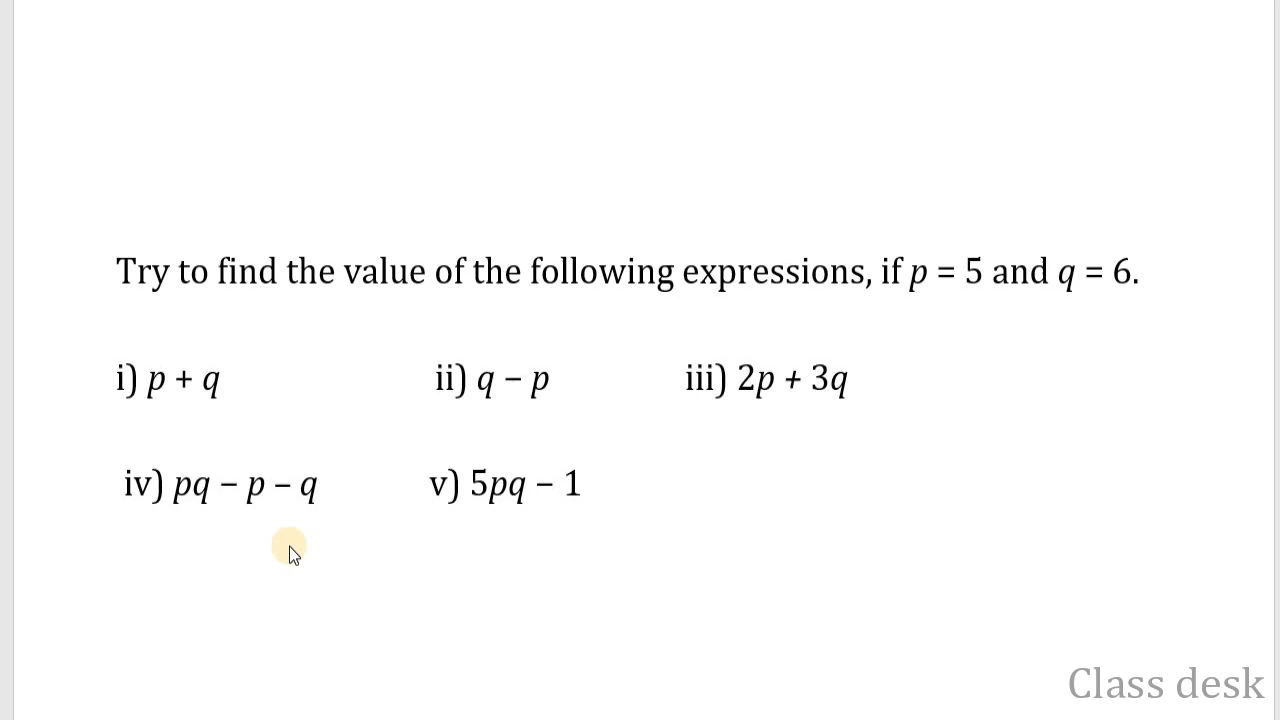 Try to find the value of the following expressions, if p = 5 and q = 6.
i) p + q ii) q − p iii) 2p + 3q
iv) pq − p − q v) 5pq − 1
Class desk